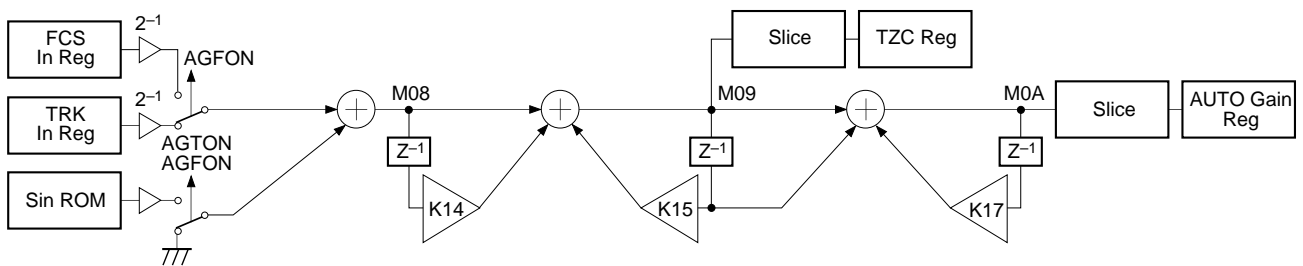 FCS
In Reg
2⁻¹
AGFON
TRK
In Reg
2⁻¹
AGTON
AGFON
Sin ROM
M08
Z⁻¹
K14
Slice
TZC Reg
M09
Z⁻¹
K15
M0A
Z⁻¹
K17
Slice
AUTO Gain
Reg